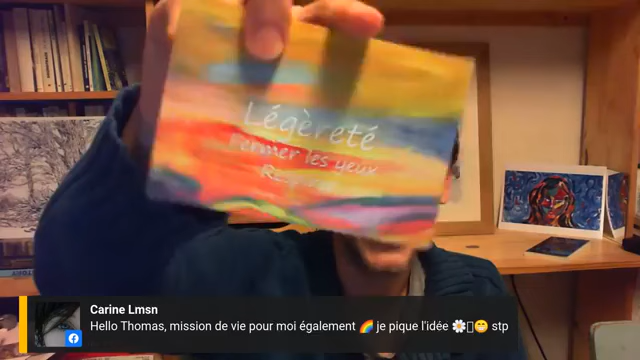 Légèreté
Fermer les yeux
Carine Lmsn
Hello Thomas, mission de vie pour moi également 🌈 je pique l'idée 🌼😁 stp